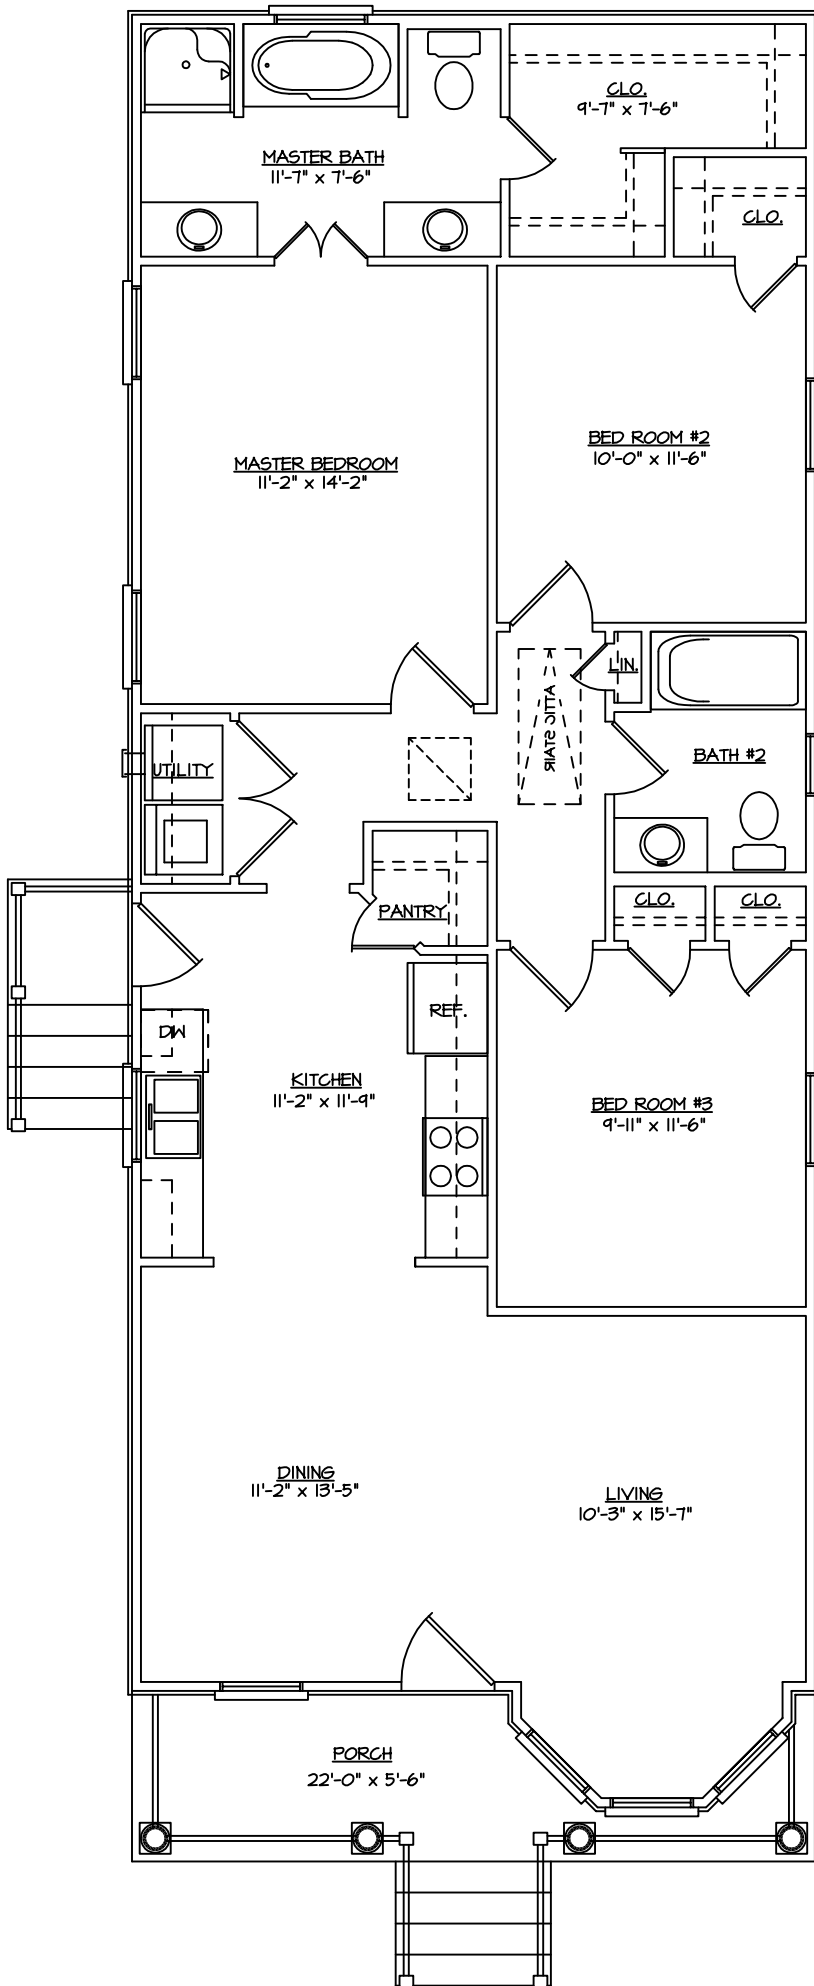 CLO.
9'-7" x 7'-6"
MASTER BATH
11'-7" x 7'-6"
CLO.
BED ROOM #2
10'-0" x 11'-6"
MASTER BEDROOM
11'-2" x 14'-2"
LIN.
ATTIC STAIR
BATH #2
UTILITY
CLO.
CLO.
PANTRY
REF.
DW
KITCHEN
11'-2" x 11'-9"
BED ROOM #3
9'-11" x 11'-6"
DINING
11'-2" x 13'-5"
LIVING
10'-3" x 15'-7"
PORCH
22'-0" x 5'-6"